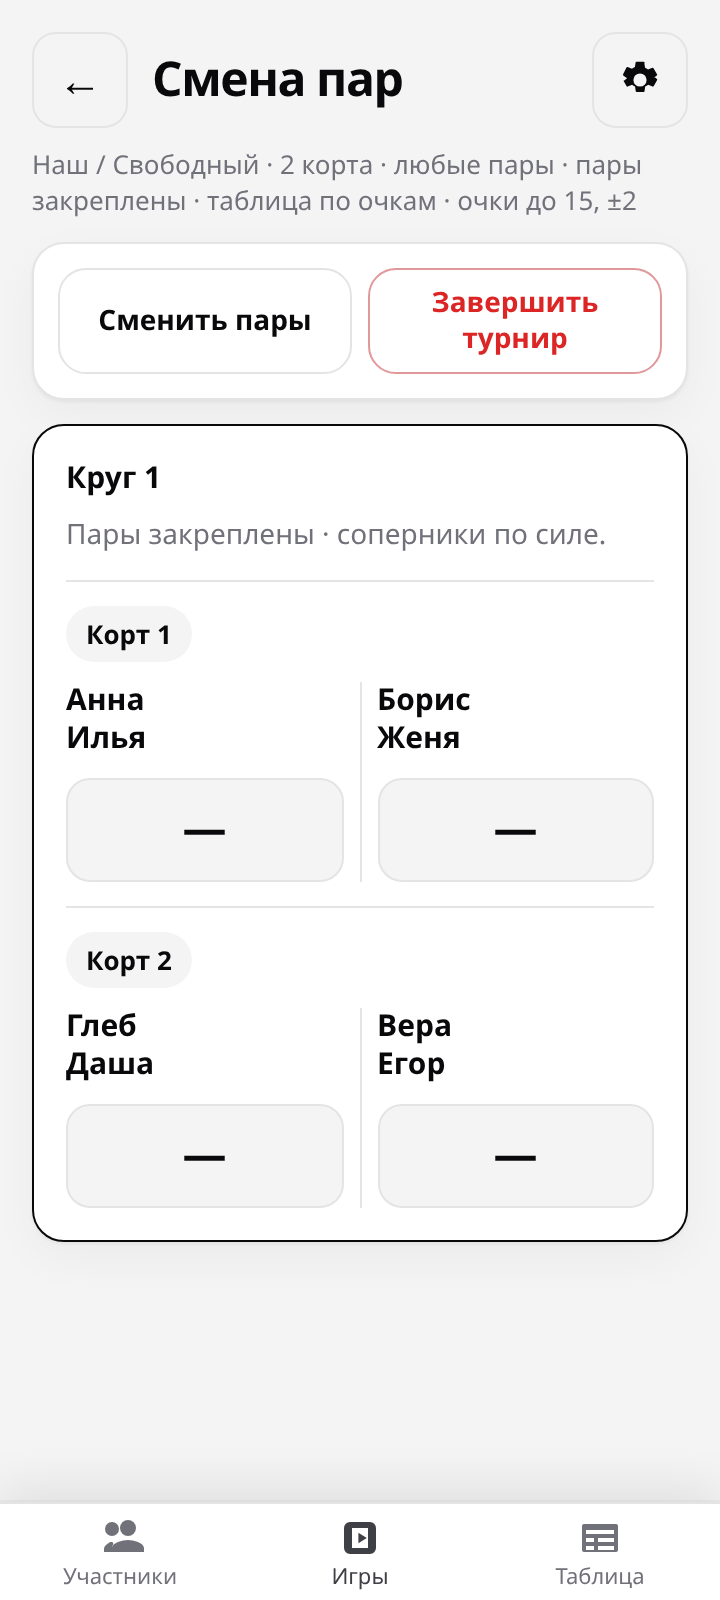 ←
Смена пар
Наш / Свободный · 2 корта · любые пары · пары
закреплены · таблица по очкам · очки до 15, ±2
Сменить пары
Завершить
турнир
Круг 1
Пары закреплены · соперники по силе.
Корт 1
Анна
Илья
Борис
Женя
—
—
Корт 2
Глеб
Даша
Вера
Егор
—
—
Участники
Игры
Таблица